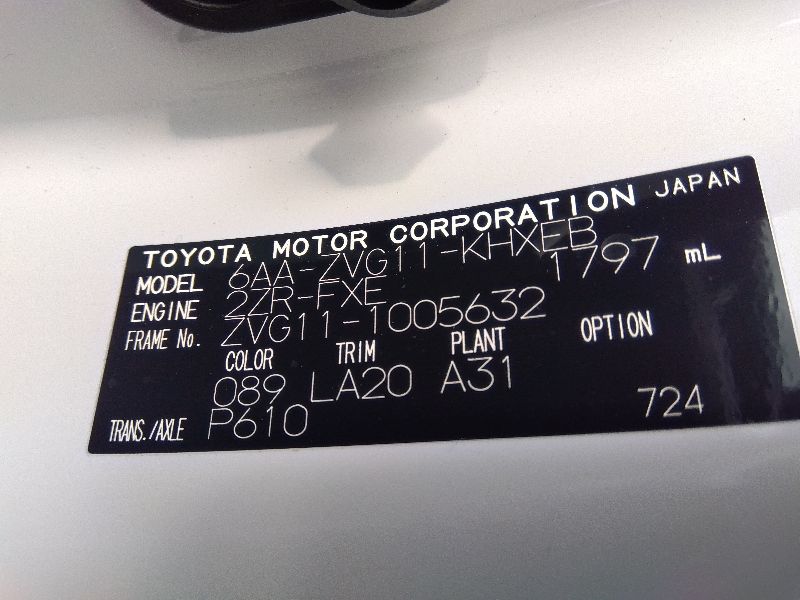 TOYOTA MOTOR CORPORATION JAPAN
MODEL 6AA-ZVG11-KHXEB
ENGINE 2ZR-FXE 1797 mL
FRAME No. ZVG11-1005632
COLOR TRIM PLANT OPTION
089 LA20 A31
TRANS./AXLE P610 724